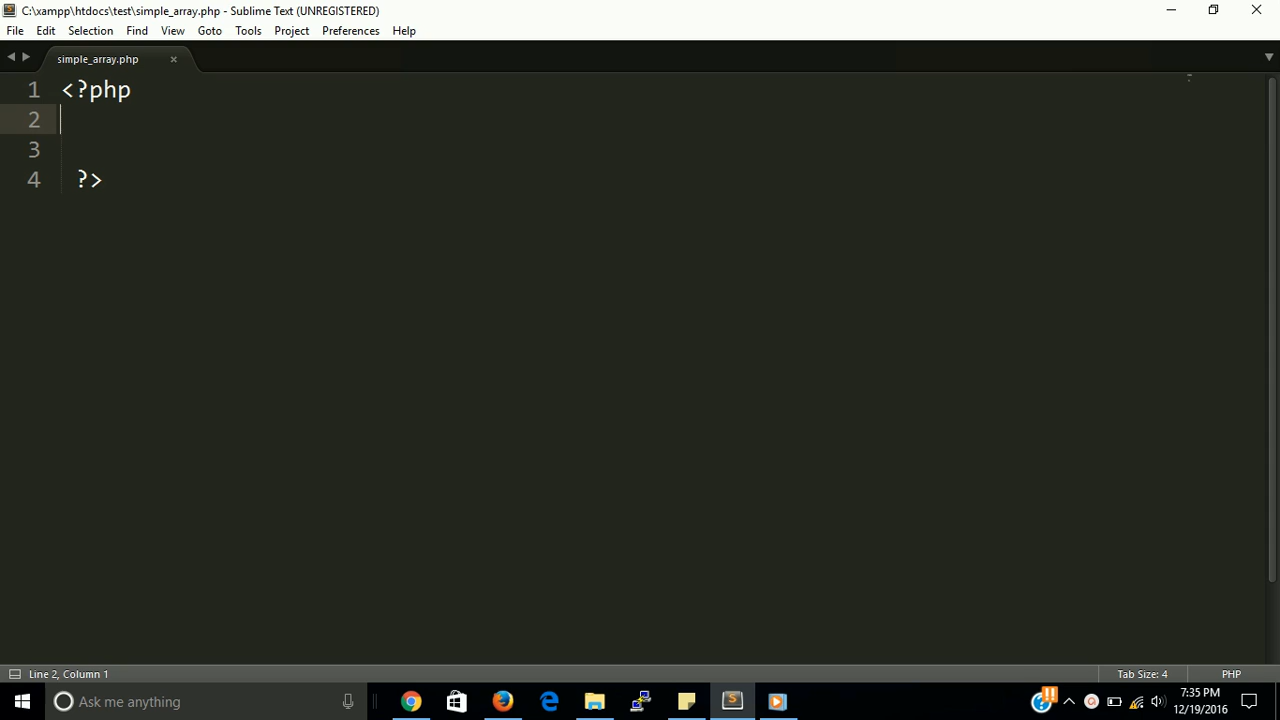 C:\xampp\htdocs\test\simple_array.php - Sublime Text (UNREGISTERED)
File Edit Selection Find View Goto Tools Project Preferences Help
simple_array.php ×
1 <?php
2
3
4 ?>
Line 2, Column 1 Tab Size: 4 PHP
Ask me anything
7:35 PM
12/19/2016